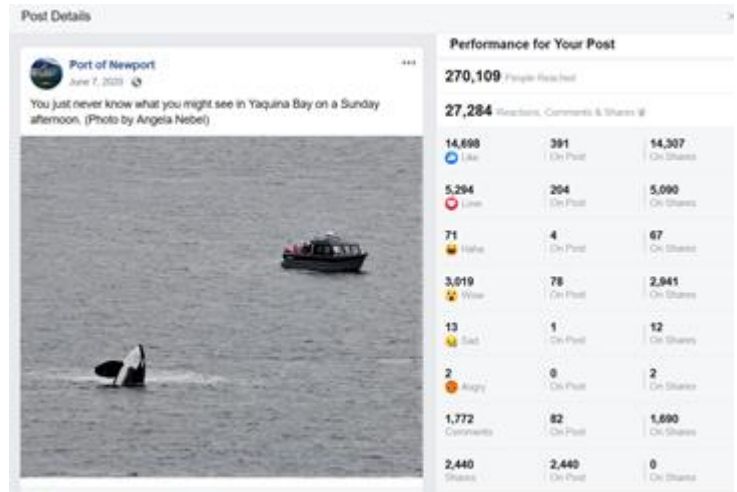 Post Details
Port of Newport
June 7, 2020
You just never know what you might see in Yaquina Bay on a Sunday
afternoon. (Photo by Angela Nebel)
Performance for Your Post
270,109 People Reached
27,284 Reactions, Comments & Shares
14,698 391 14,307
Like On Post On Shares
5,294 204 5,090
Love On Post On Shares
71 4 67
Haha On Post On Shares
3,019 78 2,941
Wow On Post On Shares
13 1 12
Sad On Post On Shares
2 0 2
Angry On Post On Shares
1,772 82 1,690
Comments On Post On Shares
2,440 2,440 0
Shares On Post On Shares